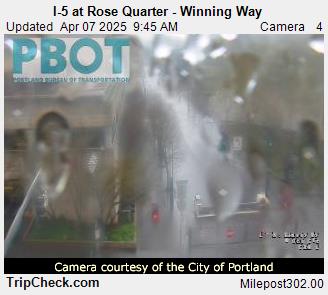 I-5 at Rose Quarter - Winning Way
Updated Apr 07 2025 9:45 AM Camera 4
PBOT
PORTLAND BUREAU OF TRANSPORTATION
Camera courtesy of the City of Portland
TripCheck.com Milepost302.00